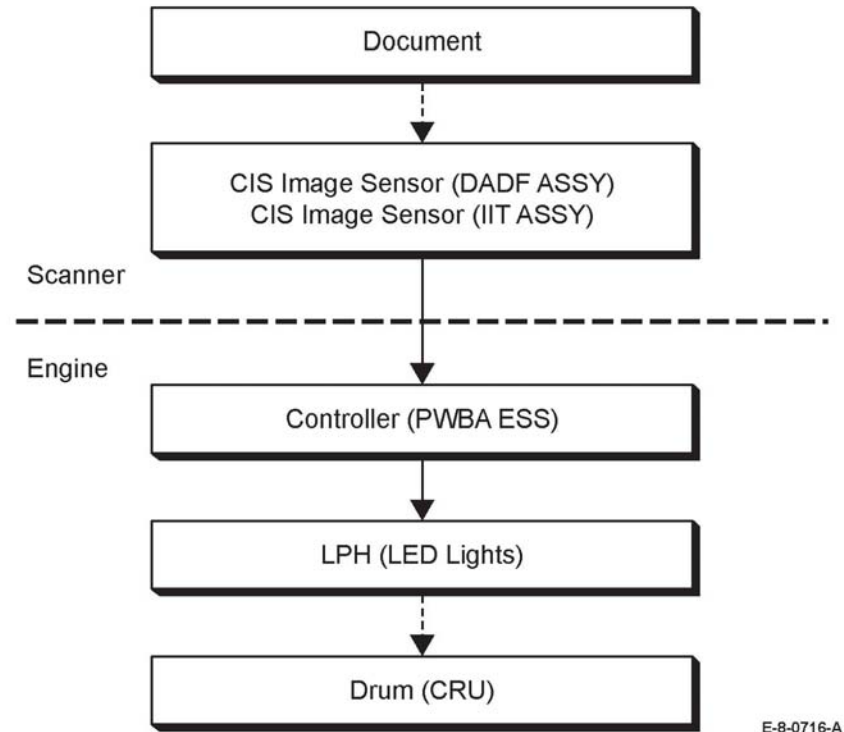 Document
CIS Image Sensor (DADF ASSY)
CIS Image Sensor (IIT ASSY)
Scanner
Engine
Controller (PWBA ESS)
LPH (LED Lights)
Drum (CRU)
E-8-0716-A